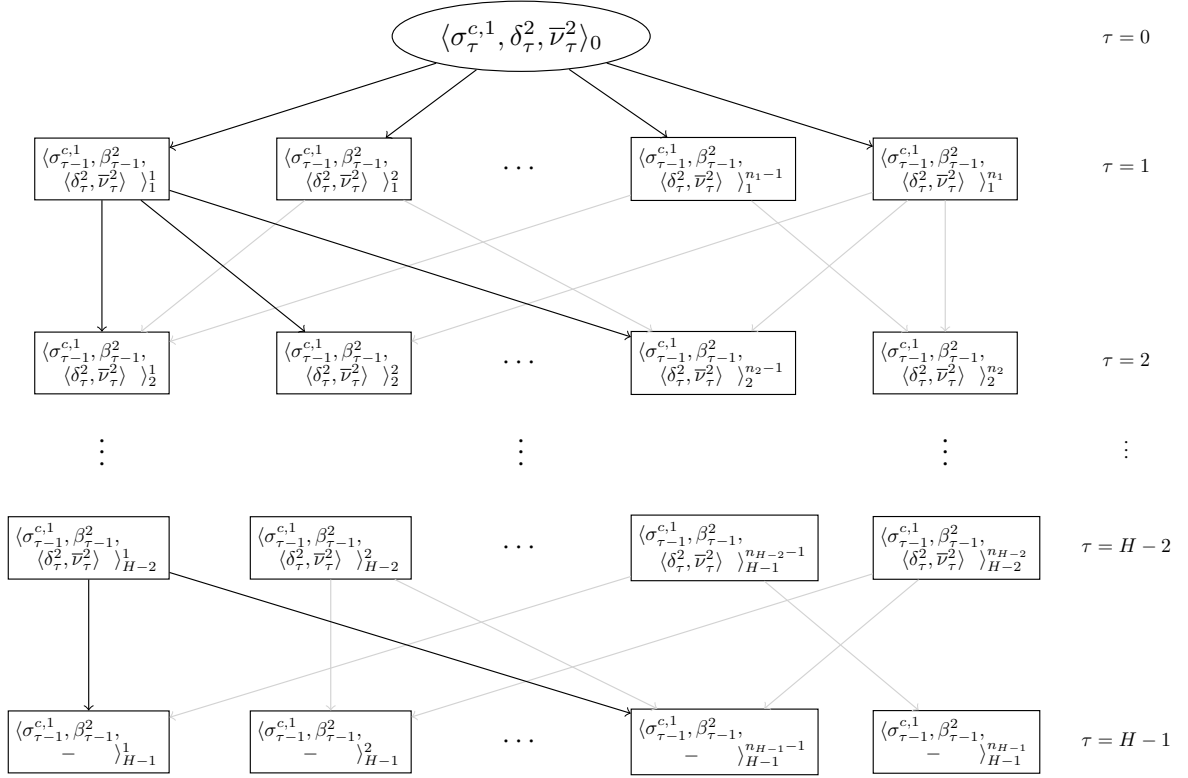 ⟨σ_τ^{c,1}, δ_τ^2, ν̅_τ^2⟩_0 τ = 0
⟨σ_{τ−1}^{c,1}, β_{τ−1}^2, ⟨σ_{τ−1}^{c,1}, β_{τ−1}^2, ⟨σ_{τ−1}^{c,1}, β_{τ−1}^2, ⟨σ_{τ−1}^{c,1}, β_{τ−1}^2,
⟨δ_τ^2, ν̅_τ^2⟩ ⟩_1^1 ⟨δ_τ^2, ν̅_τ^2⟩ ⟩_1^2 … ⟨δ_τ^2, ν̅_τ^2⟩ ⟩_1^{n_1−1} ⟨δ_τ^2, ν̅_τ^2⟩ ⟩_1^{n_1} τ = 1
⟨σ_{τ−1}^{c,1}, β_{τ−1}^2, ⟨σ_{τ−1}^{c,1}, β_{τ−1}^2, ⟨σ_{τ−1}^{c,1}, β_{τ−1}^2, ⟨σ_{τ−1}^{c,1}, β_{τ−1}^2,
⟨δ_τ^2, ν̅_τ^2⟩ ⟩_2^1 ⟨δ_τ^2, ν̅_τ^2⟩ ⟩_2^2 … ⟨δ_τ^2, ν̅_τ^2⟩ ⟩_2^{n_2−1} ⟨δ_τ^2, ν̅_τ^2⟩ ⟩_2^{n_2} τ = 2
⋮ ⋮ ⋮ ⋮
⟨σ_{τ−1}^{c,1}, β_{τ−1}^2, ⟨σ_{τ−1}^{c,1}, β_{τ−1}^2, ⟨σ_{τ−1}^{c,1}, β_{τ−1}^2, ⟨σ_{τ−1}^{c,1}, β_{τ−1}^2,
⟨δ_τ^2, ν̅_τ^2⟩ ⟩_{H−2}^1 ⟨δ_τ^2, ν̅_τ^2⟩ ⟩_{H−2}^2 … ⟨δ_τ^2, ν̅_τ^2⟩ ⟩_{H−1}^{n_{H−2}−1} ⟨δ_τ^2, ν̅_τ^2⟩ ⟩_{H−2}^{n_{H−2}} τ = H−2
⟨σ_{τ−1}^{c,1}, β_{τ−1}^2, ⟨σ_{τ−1}^{c,1}, β_{τ−1}^2, ⟨σ_{τ−1}^{c,1}, β_{τ−1}^2, ⟨σ_{τ−1}^{c,1}, β_{τ−1}^2,
− ⟩_{H−1}^1 − ⟩_{H−1}^2 … − ⟩_{H−1}^{n_{H−1}−1} − ⟩_{H−1}^{n_{H−1}} τ = H−1